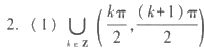 2. (1) ⋃_{k∈Z} (kπ/2, (k+1)π/2)